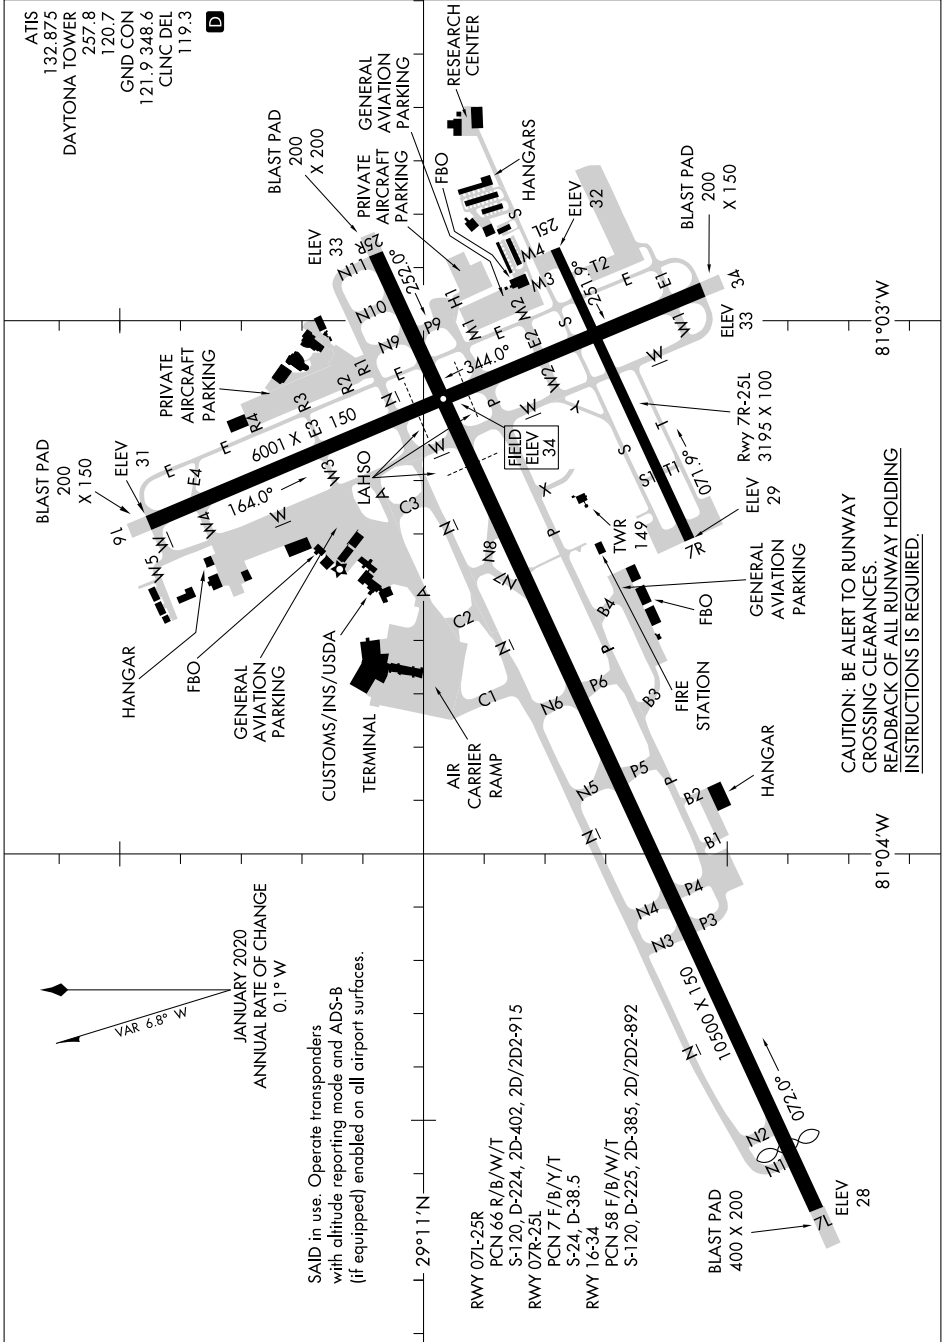 ATIS
132.875
DAYTONA TOWER
257.8
120.7
GND CON
121.9 348.6
CLNC DEL
119.3
D
BLAST PAD
200
X 200
GENERAL
AVIATION
PARKING
RESEARCH
CENTER
PRIVATE
AIRCRAFT
PARKING
FBO
HANGARS
ELEV
33
25R
252.0°
N11
N10
N9
P9
H1
M1
M2
M3
M4
S
25L
ELEV
32
BLAST PAD
200
X 150
251.9°
T2
E
E1
34
ELEV
33
W1
W
81°03'W
PRIVATE
AIRCRAFT
PARKING
R4
R3
R2
R1
E
E
E
E3
E4
E2
S
W2
W
Y
344.0°
P
N
W
LAHSO
FIELD
ELEV
34
6001 X 150
164.0°
W3
W
W4
W
W5
16
ELEV
31
BLAST PAD
200
X 150
Rwy 7R-25L
3195 X 100
S
T
S1
T1
071.9°
7R
ELEV
29
X
P
TWR
149
A
C3
N
N8
N7
A
C2
N
C1
HANGAR
FBO
GENERAL
AVIATION
PARKING
CUSTOMS/INS/USDA
TERMINAL
AIR
CARRIER
RAMP
B4
P
P6
N6
B3
FIRE
STATION
FBO
GENERAL
AVIATION
PARKING
N5
P5
P
B2
B1
HANGAR
N
N4
P4
N3
P3
CAUTION: BE ALERT TO RUNWAY
CROSSING CLEARANCES.
READBACK OF ALL RUNWAY HOLDING
INSTRUCTIONS IS REQUIRED.
81°04'W
VAR 6.8° W
JANUARY 2020
ANNUAL RATE OF CHANGE
0.1° W
SAID in use. Operate transponders
with altitude reporting mode and ADS-B
(if equipped) enabled on all airport surfaces.
29°11'N
10500 X 150
N
N2
N1
072.0°
7L
ELEV
28
BLAST PAD
400 X 200
RWY 07L-25R
PCN 66 R/B/W/T
S-120, D-224, 2D-402, 2D/2D2-915
RWY 07R-25L
PCN 7 F/B/Y/T
S-24, D-38.5
RWY 16-34
PCN 58 F/B/W/T
S-120, D-225, 2D-385, 2D/2D2-892